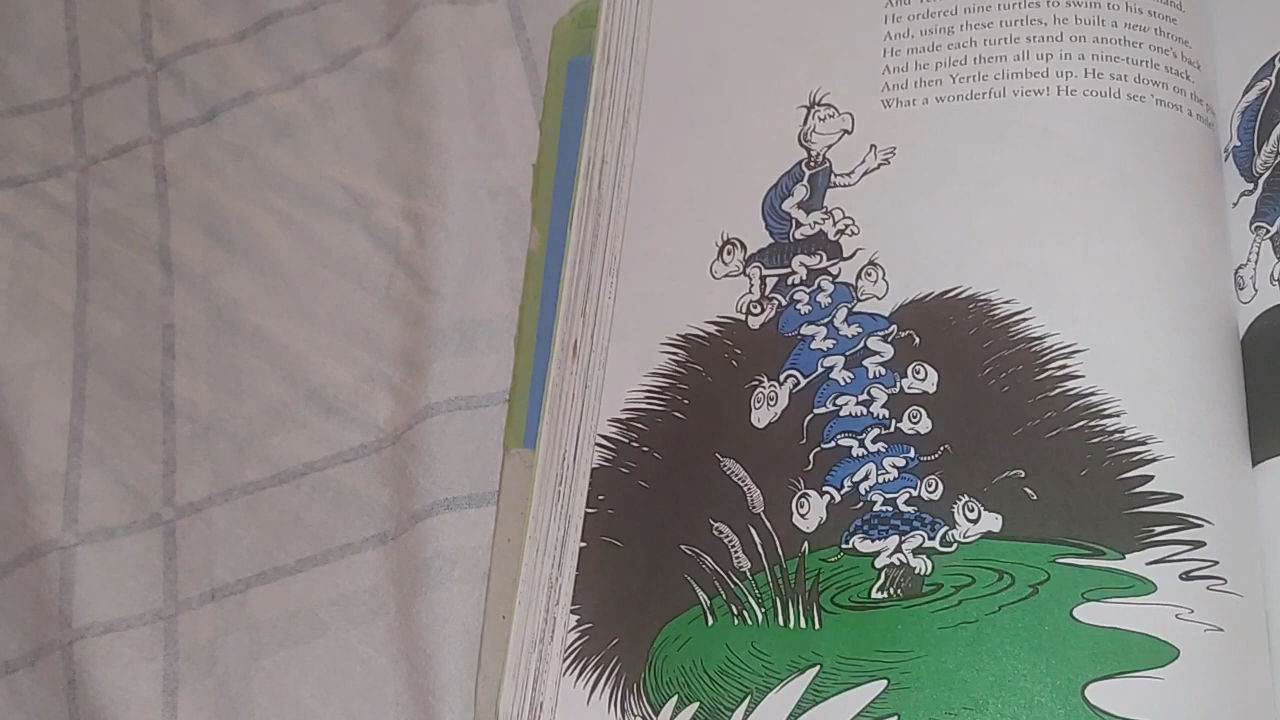 He ordered nine turtles to swim to his stone
And, using these turtles, he built a new throne.
He made each turtle stand on another one's back
And he piled them all up in a nine-turtle stack.
And then Yertle climbed up. He sat down on the
What a wonderful view! He could see 'most a mile!